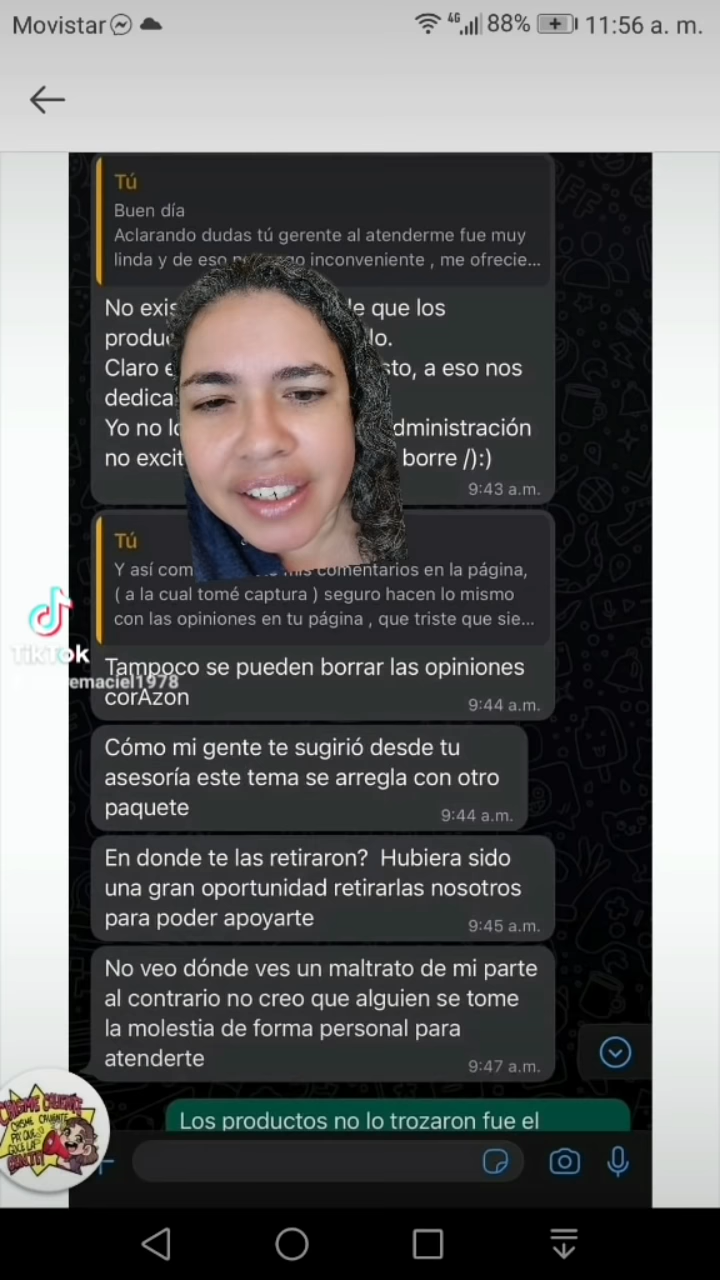 Movistar
4G
88%
11:56 a. m.
Tú
Buen día
Aclarando dudas tú gerente al atenderme fue muy
linda y de eso inconveniente , me ofrecie...
No le que los
lo.
Claro sto, a eso nos
Yo no dministración
no borre /):)
9:43 a.m.
Tú
Y así comentarios en la página,
( a la cual tomé captura ) seguro hacen lo mismo
con las opiniones en tu página , que triste que sie...
TikTok
emaciel1978
Tampoco se pueden borrar las opiniones
corAzon
9:44 a.m.
Cómo mi gente te sugirió desde tu
asesoría este tema se arregla con otro
paquete
9:44 a.m.
En donde te las retiraron? Hubiera sido
una gran oportunidad retirarlas nosotros
para poder apoyarte
9:45 a.m.
No veo dónde ves un maltrato de mi parte
al contrario no creo que alguien se tome
la molestia de forma personal para
atenderte
9:47 a.m.
Los productos no lo trozaron fue el
CHISME CALIENTE
CHISME CALIENTE